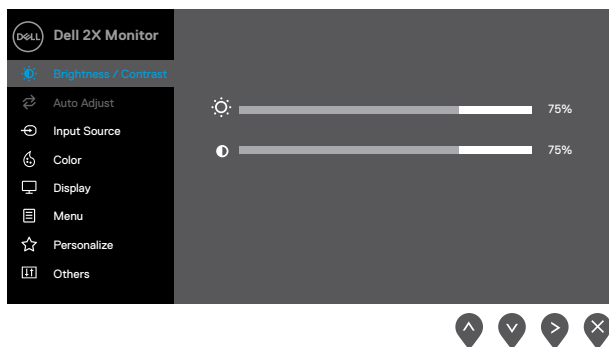 DELL Dell 2X Monitor
Brightness / Contrast
Auto Adjust
75%
Input Source
Color
75%
Display
Menu
Personalize
Others